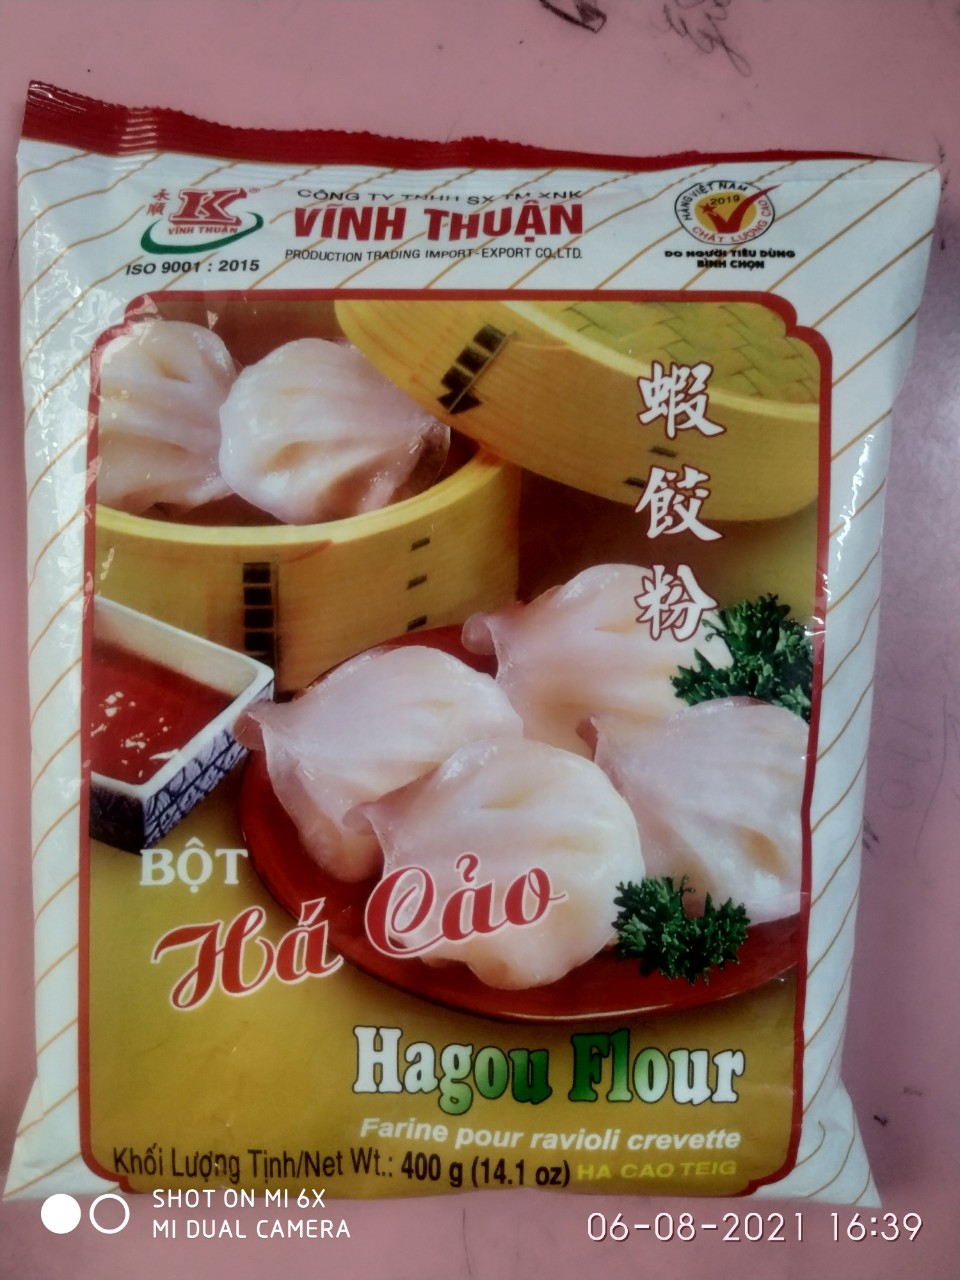 永順
K®
VĨNH THUẬN
ISO 9001 : 2015
CÔNG TY TNHH SX TM XNK
VĨNH THUẬN
PRODUCTION TRADING IMPORT-EXPORT CO.,LTD.
HÀNG VIỆT NAM
2019
CHẤT LƯỢNG CAO
DO NGƯỜI TIÊU DÙNG
BÌNH CHỌN
蝦餃粉
BỘT
Há Cảo
Hagou Flour
Farine pour ravioli crevette
Khối Lượng Tịnh/Net Wt.: 400 g (14.1 oz) HA CAO TEIG
SHOT ON MI 6X
MI DUAL CAMERA
06-08-2021 16:39